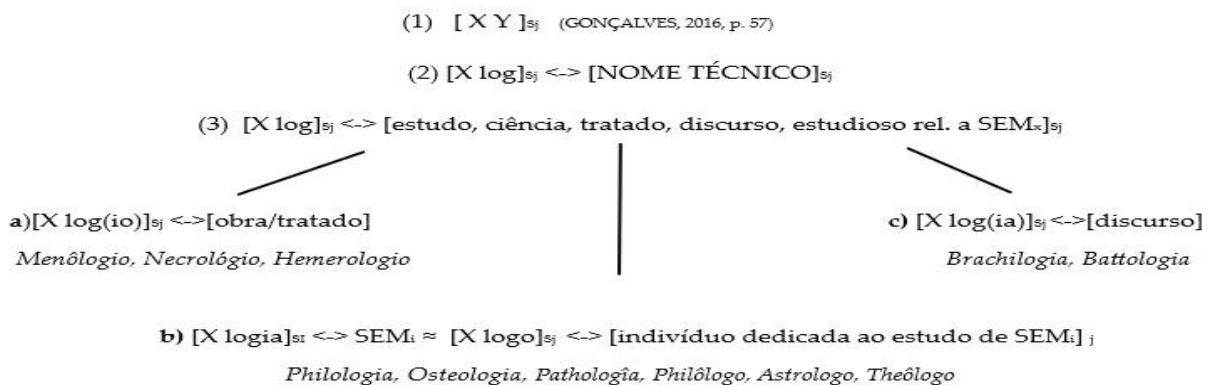 (1) [ X Y ]sj (GONÇALVES, 2016, p. 57)
(2) [X log]sj <-> [NOME TÉCNICO]sj
(3) [X log]sj <-> [estudo, ciência, tratado, discurso, estudioso rel. a SEMx]sj
a)[X log(io)]sj <->[obra/tratado]
Menôlogio, Necrológio, Hemerologio
c) [X log(ia)]sj <->[discurso]
Brachilogia, Battologia
b) [X logia]sI <-> SEMi ≈ [X logo]sj <-> [indivíduo dedicada ao estudo de SEMi] j
Philologia, Osteologia, Pathologîa, Philôlogo, Astrologo, Theôlogo